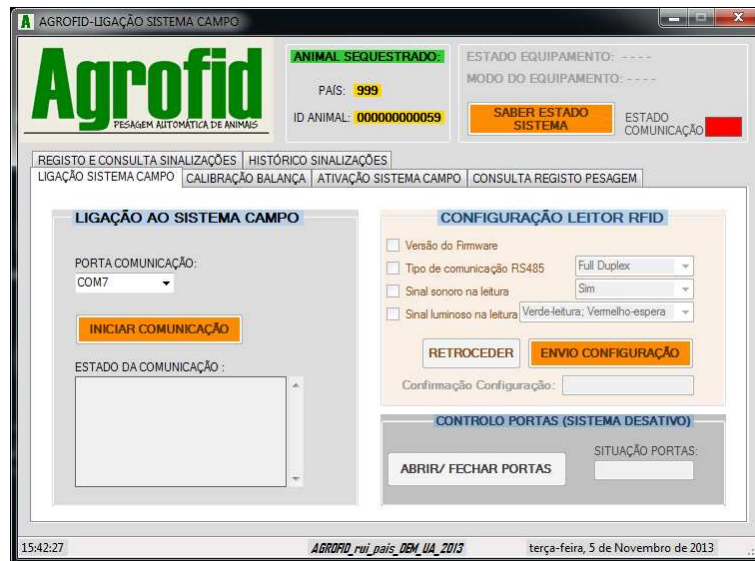 AGROFID-LIGAÇÃO SISTEMA CAMPO
Agrofid
PESAGEM AUTOMÁTICA DE ANIMAIS
ANIMAL SEQUESTRADO:
PAÍS: 999
ID ANIMAL: 000000000059
ESTADO EQUIPAMENTO: ----
MODO DO EQUIPAMENTO: ----
SABER ESTADO
SISTEMA
ESTADO
COMUNICAÇÃO
REGISTO E CONSULTA SINALIZAÇÕES HISTÓRICO SINALIZAÇÕES
LIGAÇÃO SISTEMA CAMPO CALIBRAÇÃO BALANÇA ATIVAÇÃO SISTEMA CAMPO CONSULTA REGISTO PESAGEM
LIGAÇÃO AO SISTEMA CAMPO
PORTA COMUNICAÇÃO:
COM7
INICIAR COMUNICAÇÃO
ESTADO DA COMUNICAÇÃO :
CONFIGURAÇÃO LEITOR RFID
Versão do Firmware
Tipo de comunicação RS485 Full Duplex
Sinal sonoro na leitura Sim
Sinal luminoso na leitura Verde-leitura; Vermelho-espera
RETROCEDER ENVIO CONFIGURAÇÃO
Confirmação Configuração:
CONTROLO PORTAS (SISTEMA DESATIVO)
ABRIR/ FECHAR PORTAS
SITUAÇÃO PORTAS:
15:42:27 AGROFID_rui_pais_DEM_UA_2013 terça-feira, 5 de Novembro de 2013